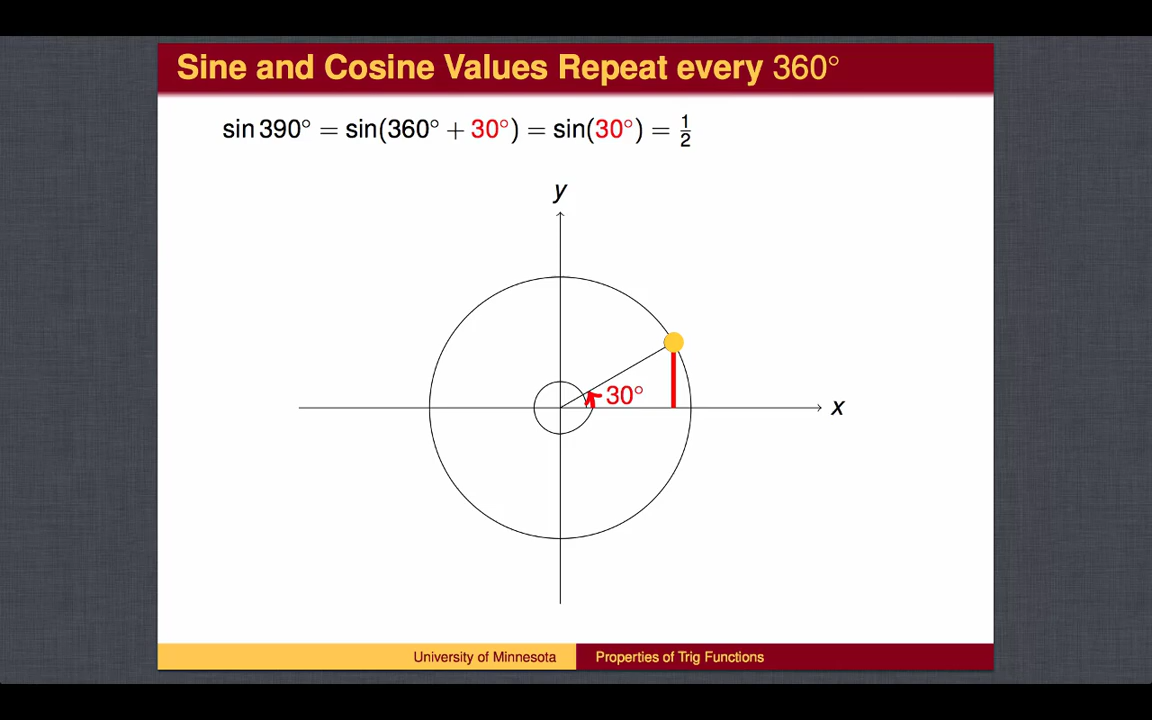 Sine and Cosine Values Repeat every 360°
sin 390° = sin(360° + 30°) = sin(30°) = 1/2
y
30°
x
University of Minnesota
Properties of Trig Functions